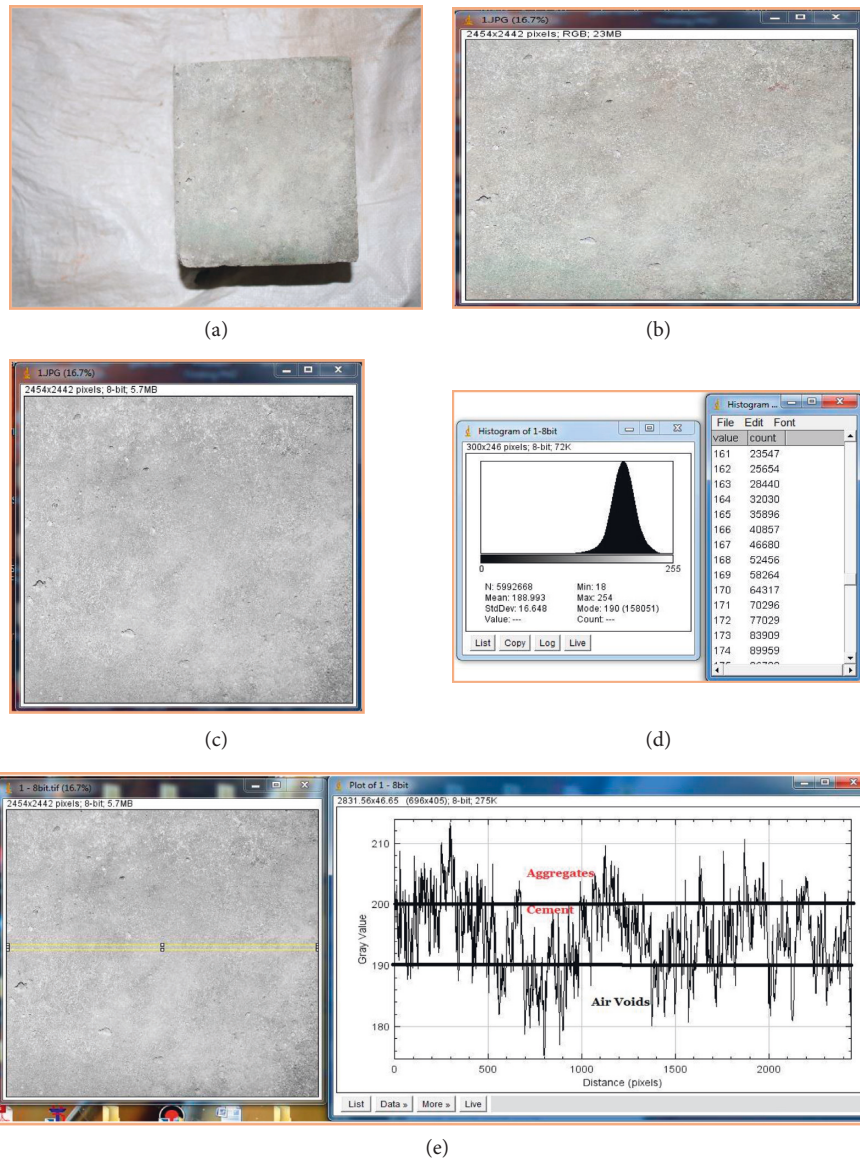 (a)
1.JPG (16.7%)
2454x2442 pixels; RGB; 23MB
(b)
1.JPG (16.7%)
2454x2442 pixels; 8-bit; 5.7MB
(c)
Histogram of 1-8bit
300x246 pixels; 8-bit; 72K
0 255
N: 5992668 Min: 18
Mean: 188.993 Max: 254
StdDev: 16.648 Mode: 190 (158051)
Value: --- Count: ---
List Copy Log Live
Histogram ...
File Edit Font
value count
161 23547
162 25654
163 28440
164 32030
165 35896
166 40857
167 46680
168 52456
169 58264
170 64317
171 70296
172 77029
173 83909
174 89959
(d)
1 - 8bit.tif (16.7%)
2454x2442 pixels; 8-bit; 5.7MB
Plot of 1 - 8bit
2831.56x46.65 (696x405); 8-bit; 275K
Gray Value
210
200
190
180
Aggregates
Cement
Air Voids
0 500 1000 1500 2000
Distance (pixels)
List Data » More » Live
(e)